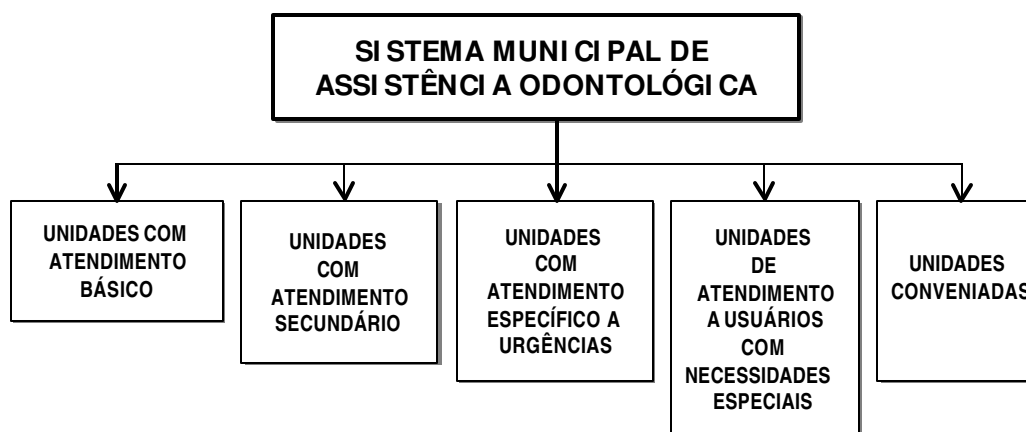 SISTEMA MUNICIPAL DE
ASSISTÊNCIA ODONTOLÓGICA
UNIDADES COM
ATENDIMENTO
BÁSICO
UNIDADES
COM
ATENDIMENTO
SECUNDÁRIO
UNIDADES
COM
ATENDIMENTO
ESPECÍFICO A
URGÊNCIAS
UNIDADES
DE
ATENDIMENTO
A USUÁRIOS
COM
NECESSIDADES
ESPECIAIS
UNIDADES
CONVENIADAS